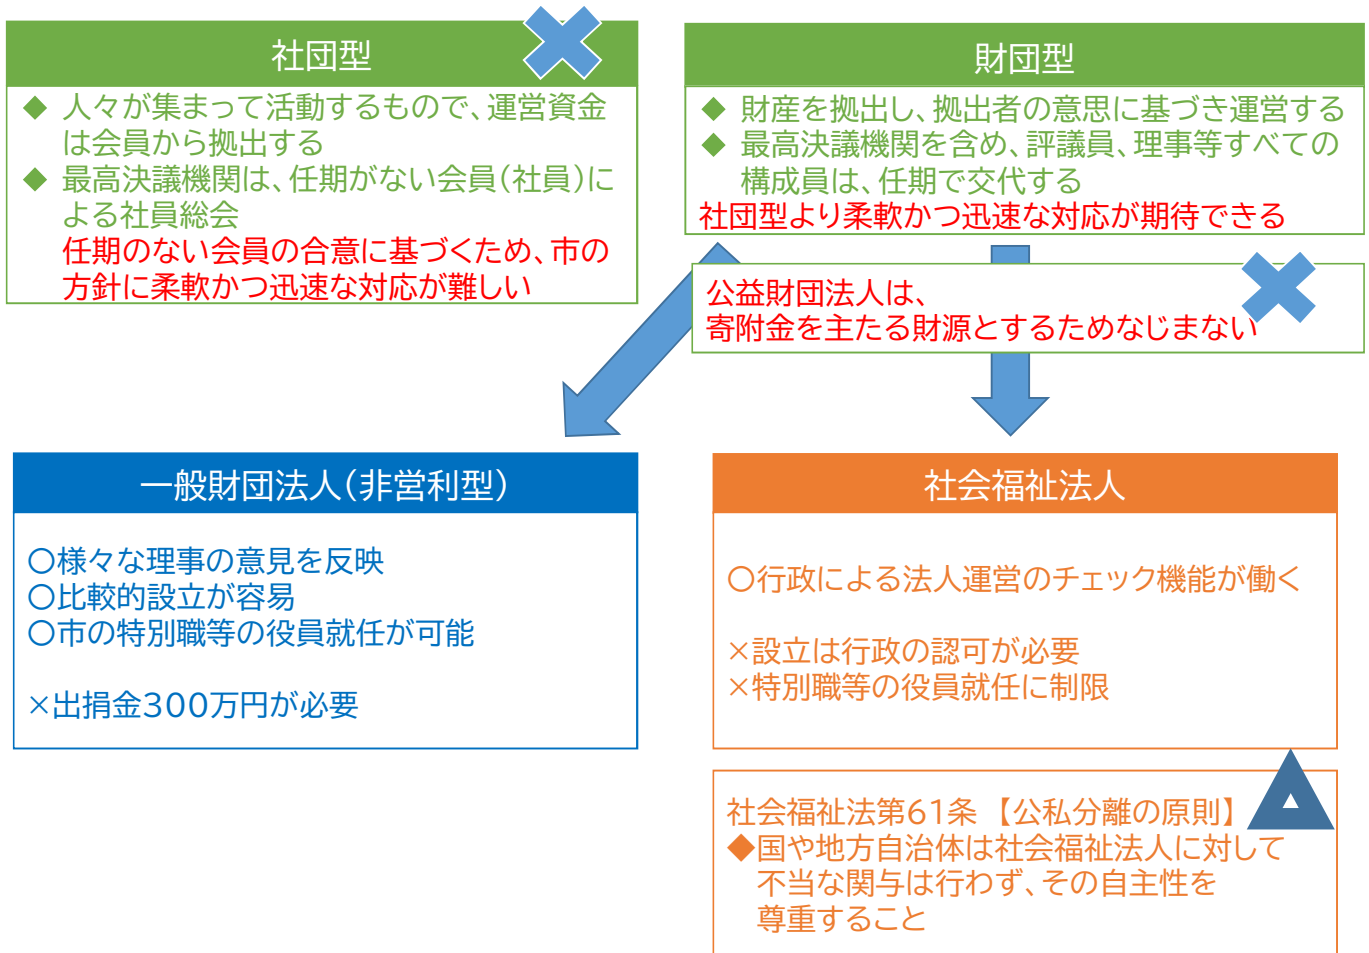 社団型
◆ 人々が集まって活動するもので、運営資金
は会員から拠出する
◆ 最高決議機関は、任期がない会員(社員)に
よる社員総会
任期のない会員の合意に基づくため、市の
方針に柔軟かつ迅速な対応が難しい
財団型
◆ 財産を拠出し、拠出者の意思に基づき運営する
◆ 最高決議機関を含め、評議員、理事等すべての
構成員は、任期で交代する
社団型より柔軟かつ迅速な対応が期待できる
公益財団法人は、
寄附金を主たる財源とするためなじまない
一般財団法人(非営利型)
〇様々な理事の意見を反映
〇比較的設立が容易
〇市の特別職等の役員就任が可能
×出捐金300万円が必要
社会福祉法人
〇行政による法人運営のチェック機能が働く
×設立は行政の認可が必要
×特別職等の役員就任に制限
社会福祉法第61条 【公私分離の原則】
◆国や地方自治体は社会福祉法人に対して
不当な関与は行わず、その自主性を
尊重すること